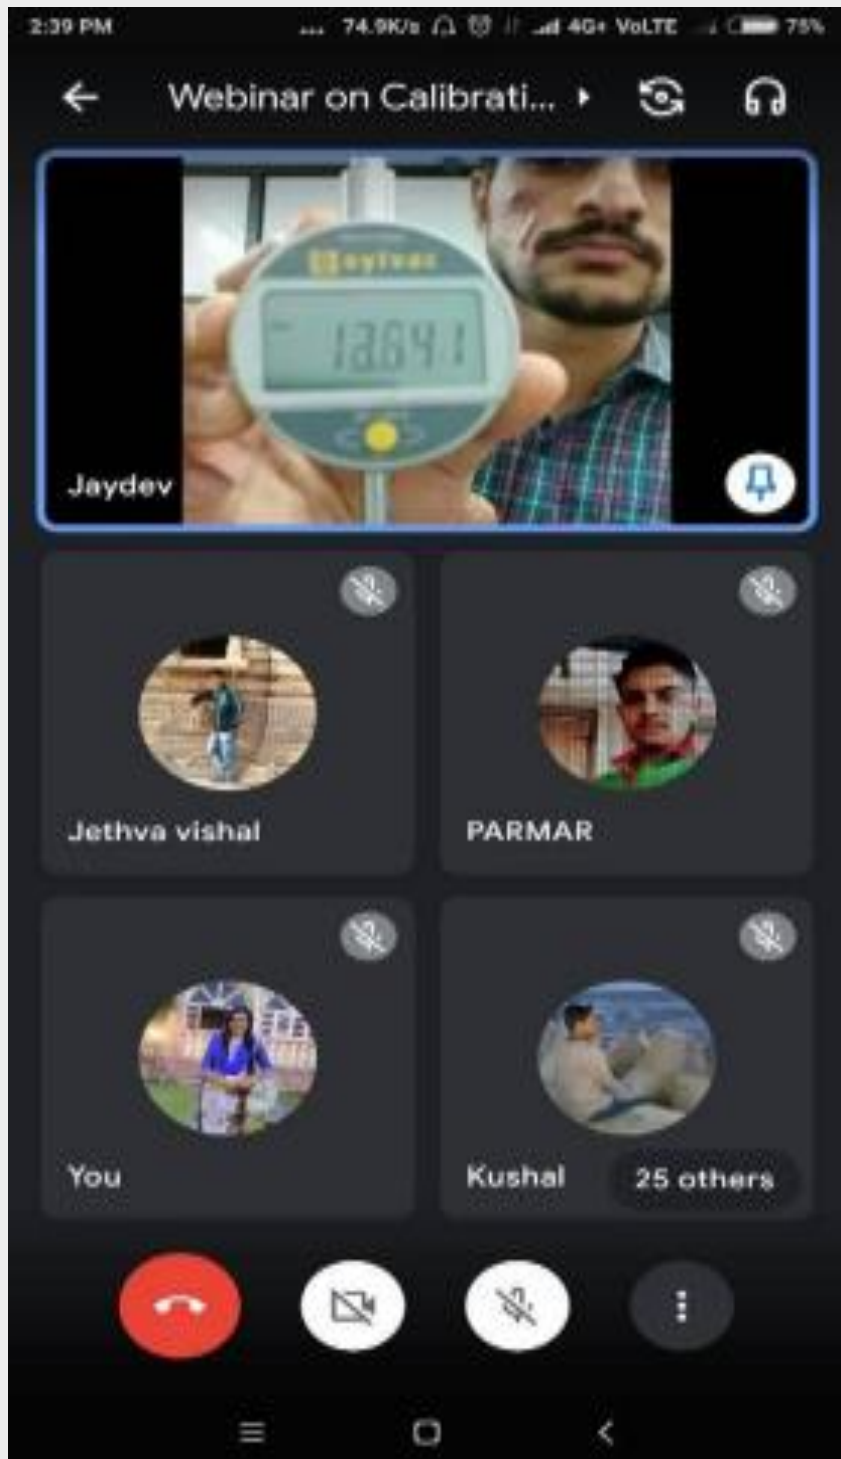 2:39 PM ... 74.9K/s 4G+ VoLTE 75%
Webinar on Calibrati...
sylvac
13.641
Jaydev
Jethva vishal
PARMAR
You
Kushal
25 others